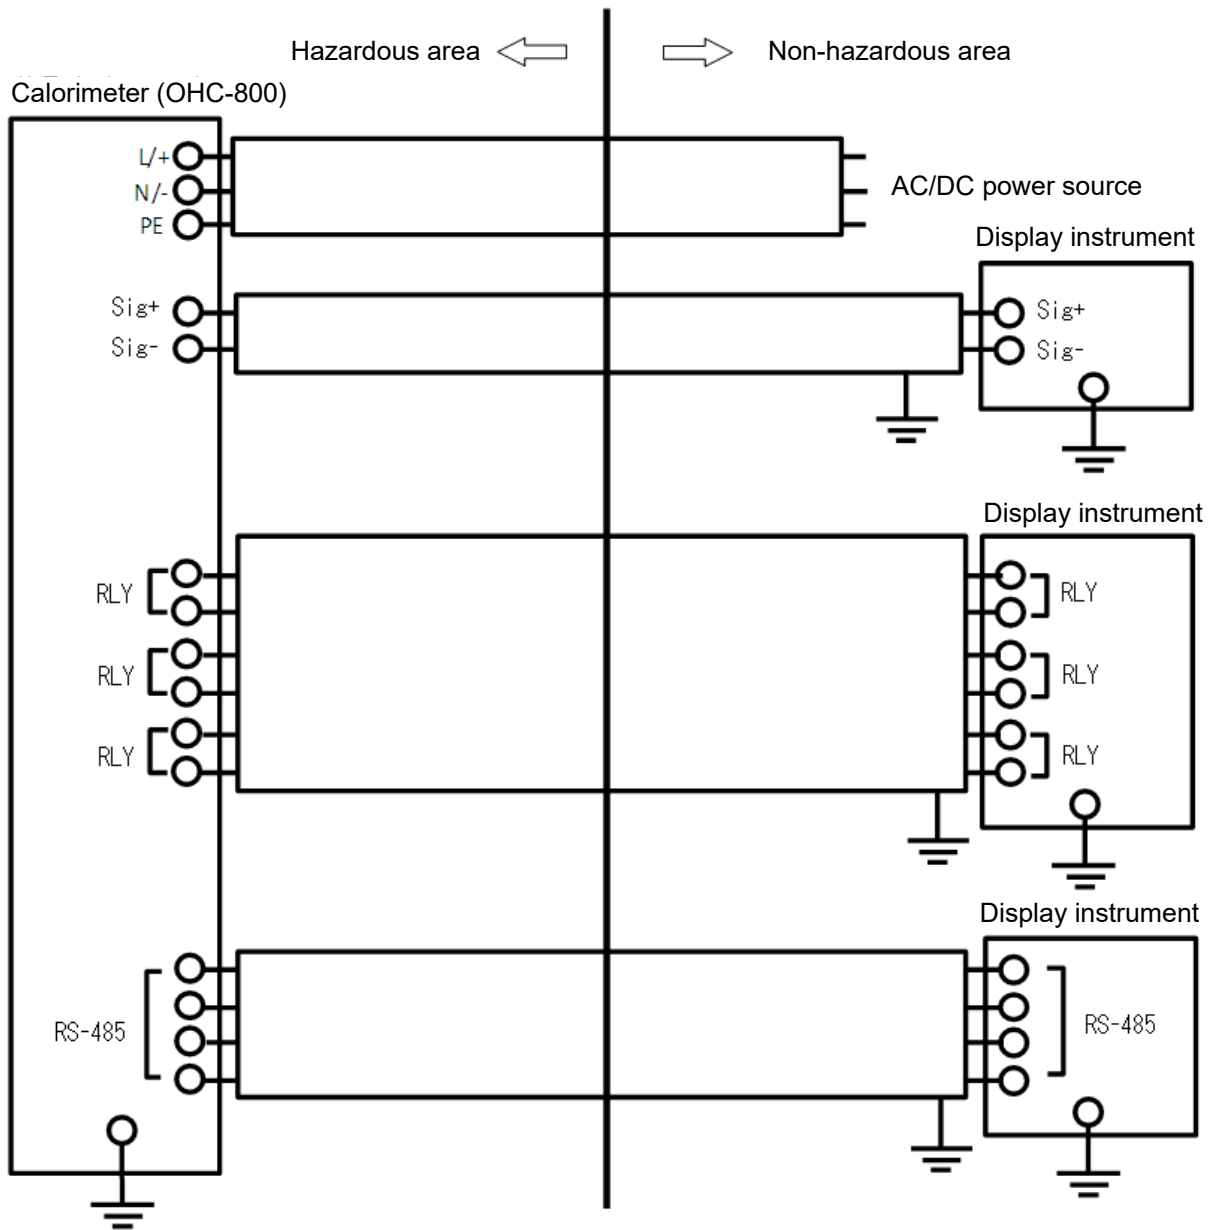 Hazardous area
Non-hazardous area
Calorimeter (OHC-800)
L/+
N/-
PE
AC/DC power source
Display instrument
Sig+
Sig-
Sig+
Sig-
Display instrument
RLY
RLY
RLY
RLY
RLY
RLY
Display instrument
RS-485
RS-485